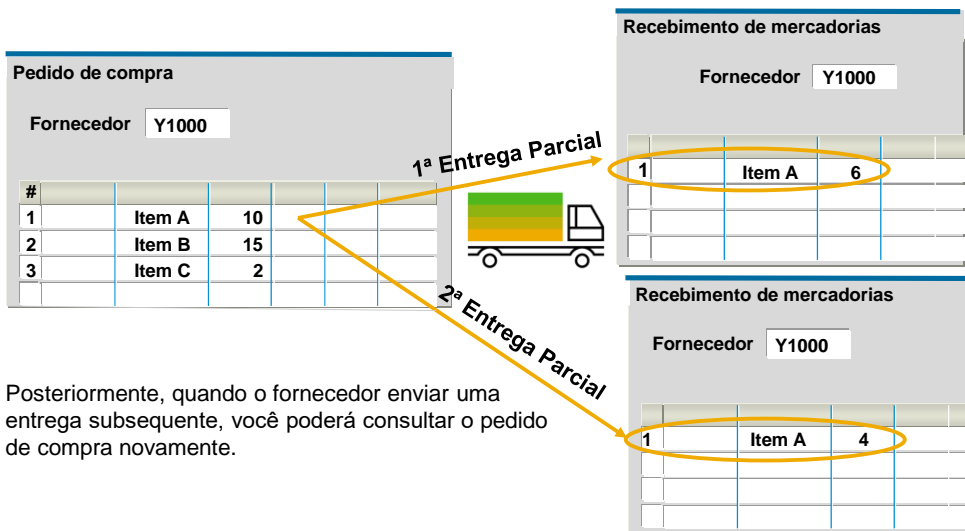 Pedido de compra
Fornecedor Y1000
#
1 Item A 10
2 Item B 15
3 Item C 2
1ª Entrega Parcial
2ª Entrega Parcial
Recebimento de mercadorias
Fornecedor Y1000
1 Item A 6
Recebimento de mercadorias
Fornecedor Y1000
1 Item A 4
Posteriormente, quando o fornecedor enviar uma
entrega subsequente, você poderá consultar o pedido
de compra novamente.